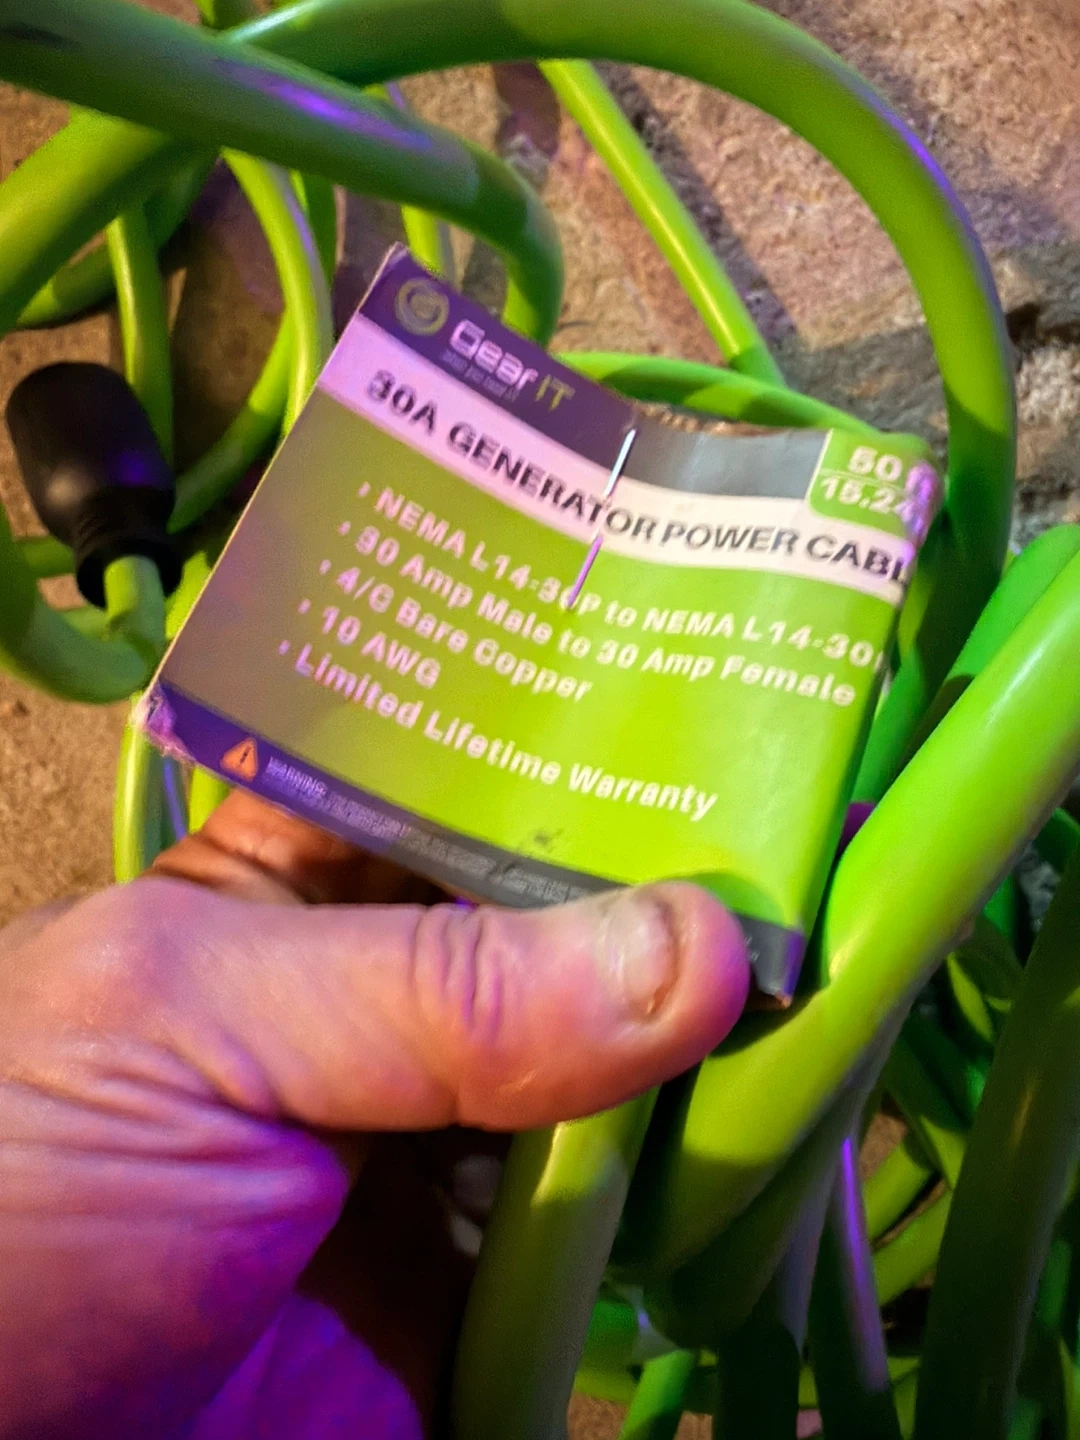 Gear IT
30A GENERATOR POWER CABL
50 f
15.24
• NEMA L14-30P to NEMA L14-30
• 30 Amp Male to 30 Amp Female
• 4/C Bare Copper
• 10 AWG
• Limited Lifetime Warranty
WARNING: